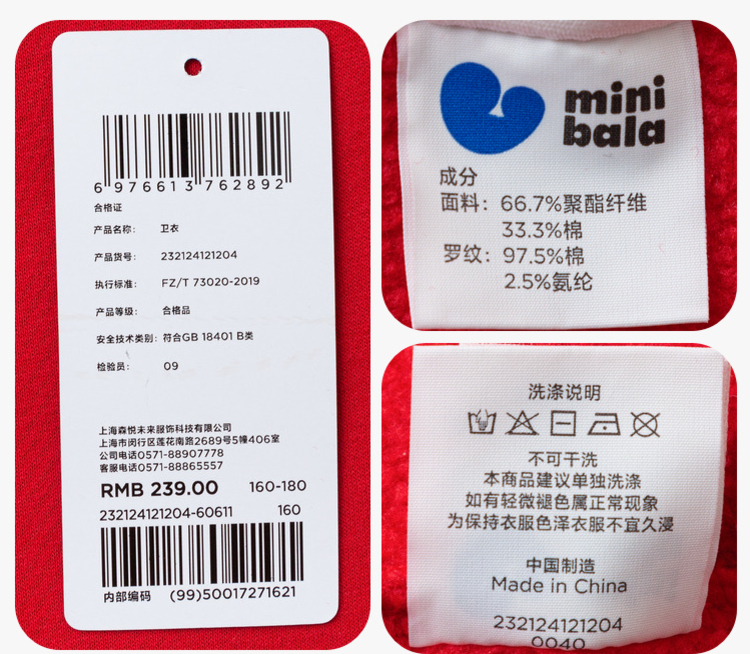 6 976613 762892
合格证
产品名称： 卫衣
产品货号： 232124121204
执行标准： FZ/T 73020-2019
产品等级： 合格品
安全技术类别：符合GB 18401 B类
检验员： 09
上海森悦未来服饰科技有限公司
上海市闵行区莲花南路2689号5幢406室
公司电话0571-88907778
客服电话0571-88865557
RMB 239.00 160-180
232124121204-60611 160
内部编码 (99)50017271621
mini
bala
成分
面料：66.7%聚酯纤维
33.3%棉
罗纹：97.5%棉
2.5%氨纶
洗涤说明
不可干洗
本商品建议单独洗涤
如有轻微褪色属正常现象
为保持衣服色泽衣服不宜久浸
中国制造
Made in China
232124121204
0040